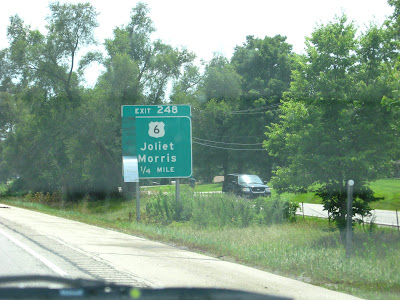 EXIT 248
6
Joliet
Morris
1/4 MILE